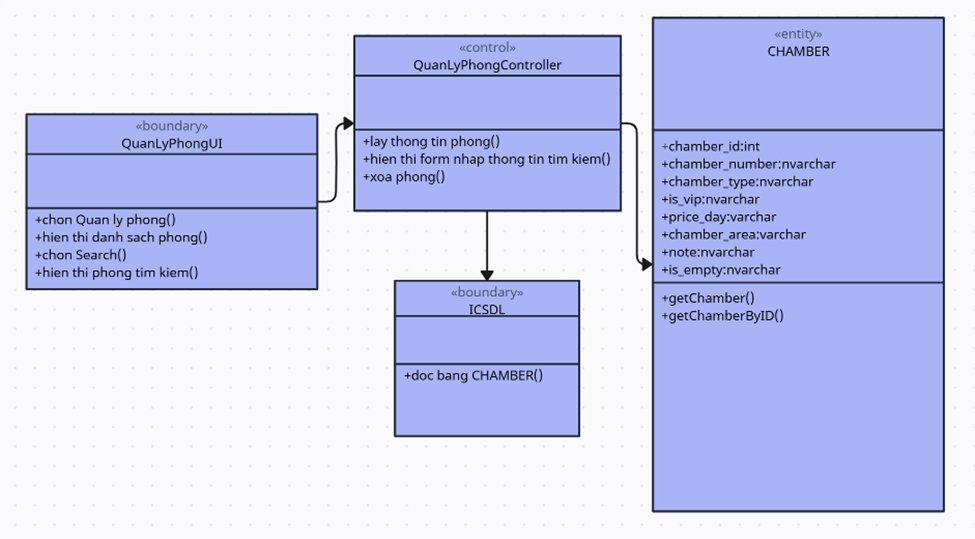 «boundary»
QuanLyPhongUI
+chon Quan ly phong()
+hien thi danh sach phong()
+chon Search()
+hien thi phong tim kiem()
«control»
QuanLyPhongController
+lay thong tin phong()
+hien thi form nhap thong tin tim kiem()
+xoa phong()
«boundary»
ICSDL
+doc bang CHAMBER()
«entity»
CHAMBER
+chamber_id:int
+chamber_number:nvarchar
+chamber_type:nvarchar
+is_vip:nvarchar
+price_day:varchar
+chamber_area:varchar
+note:nvarchar
+is_empty:nvarchar
+getChamber()
+getChamberByID()